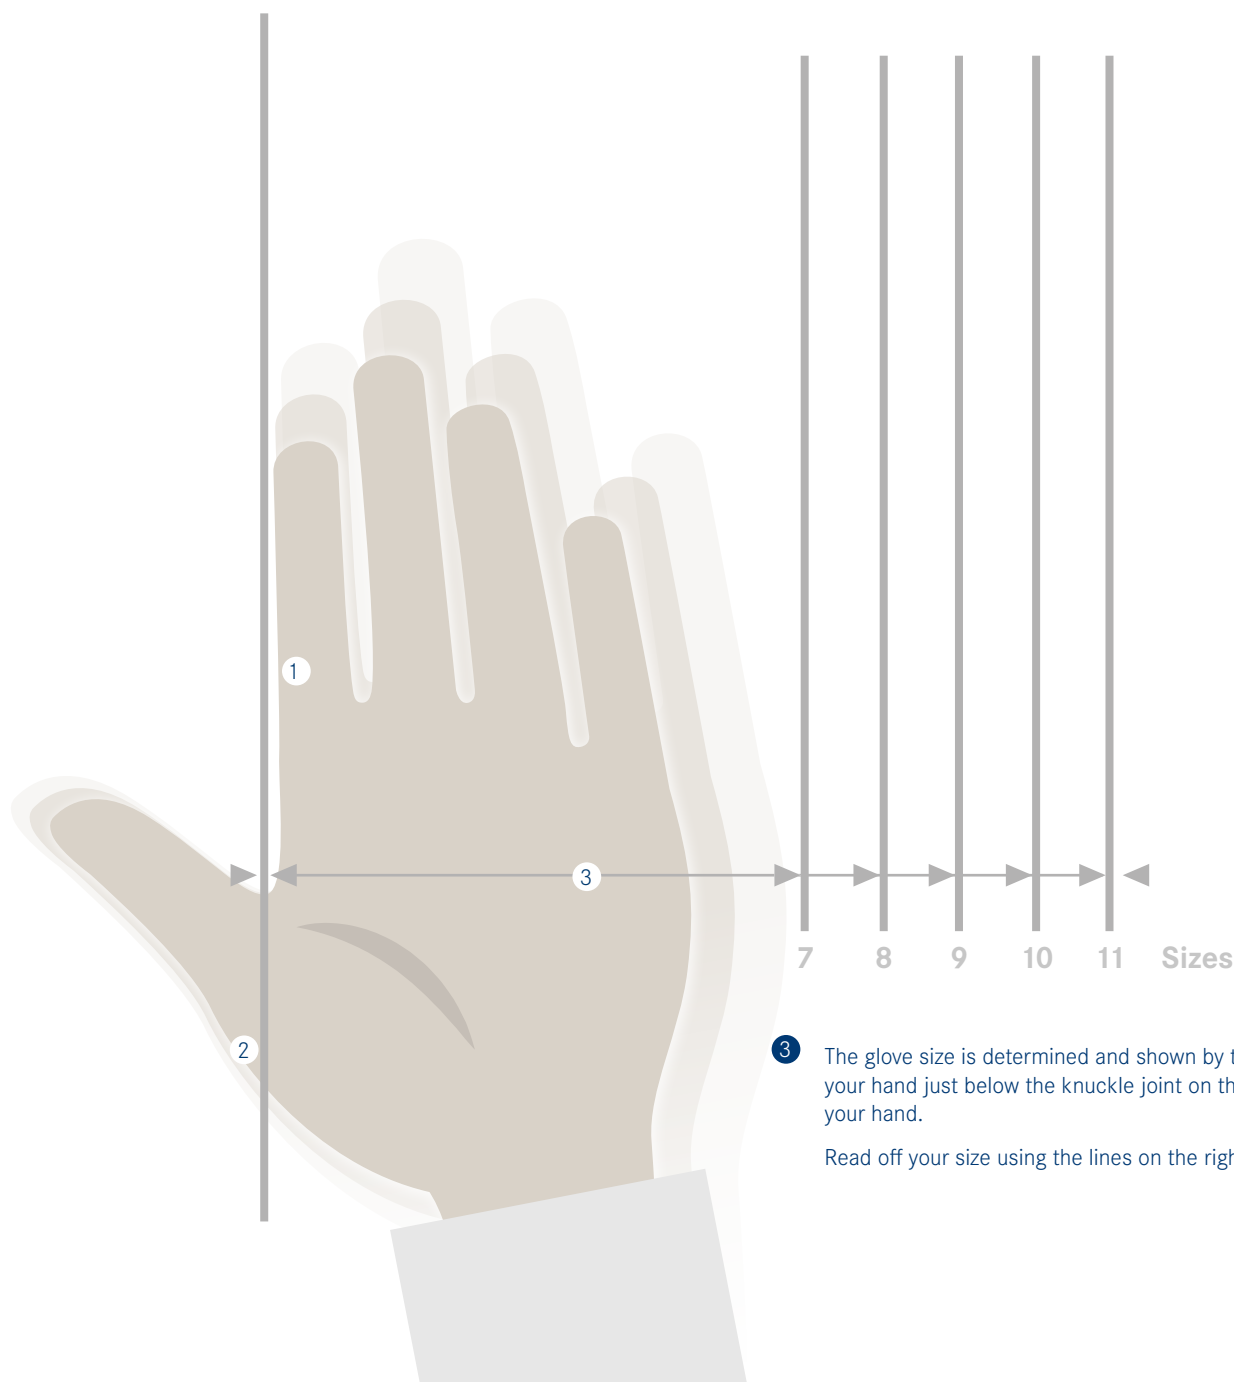 1
3
7 8 9 10 11 Sizes
2
3 The glove size is determined and shown by
your hand just below the knuckle joint on
your hand.
Read off your size using the lines on the